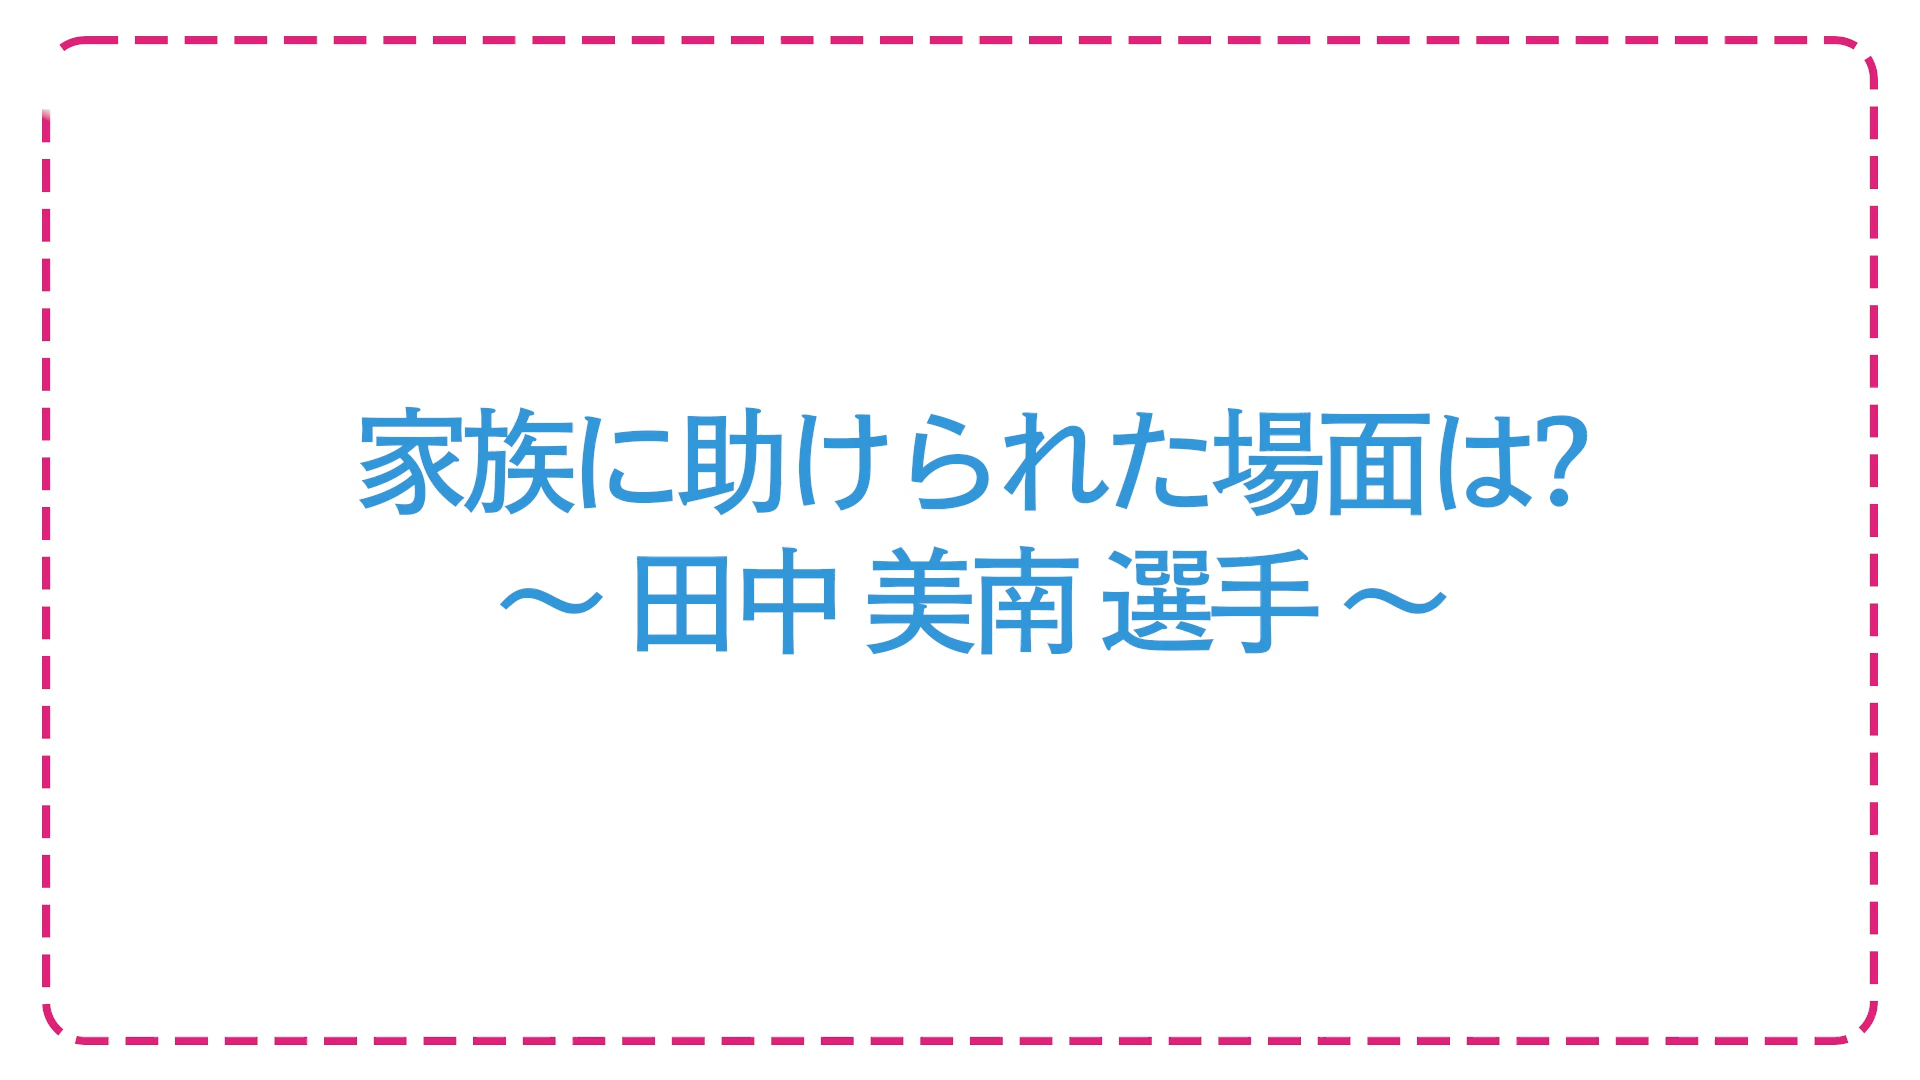 家族に助けられた場面は？
〜 田中 美南 選手 〜